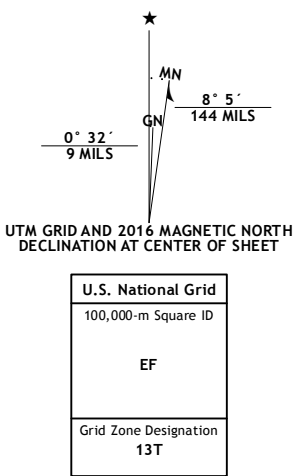 ★
MN
GN
8° 5´
144 MILS
0° 32´
9 MILS
UTM GRID AND 2016 MAGNETIC NORTH
DECLINATION AT CENTER OF SHEET
U.S. National Grid
100,000-m Square ID
EF
Grid Zone Designation
13T